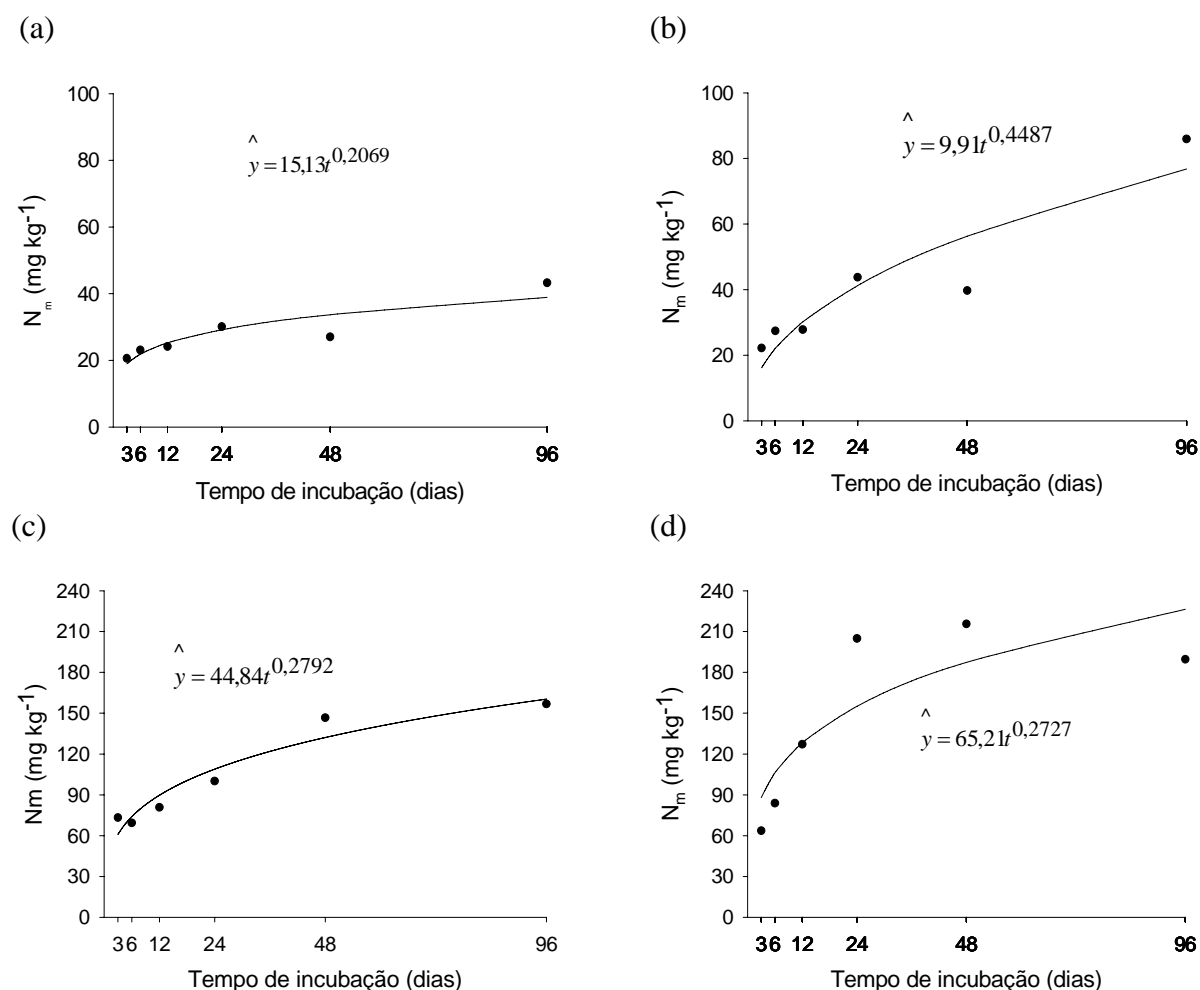 (a)
100
80
60
40
20
0
N_m (mg kg-1)
^
y = 15,13t^0,2069
3 6 12 24 48 96
Tempo de incubação (dias)
(b)
100
80
60
40
20
0
N_m (mg kg-1)
^
y = 9,91t^0,4487
3 6 12 24 48 96
Tempo de incubação (dias)
(c)
240
210
180
150
120
90
60
30
0
Nm (mg kg-1)
^
y = 44,84t^0,2792
3 6 12 24 48 96
Tempo de incubação (dias)
(d)
240
210
180
150
120
90
60
30
0
N_m (mg kg-1)
^
y = 65,21t^0,2727
3 6 12 24 48 96
Tempo de incubação (dias)